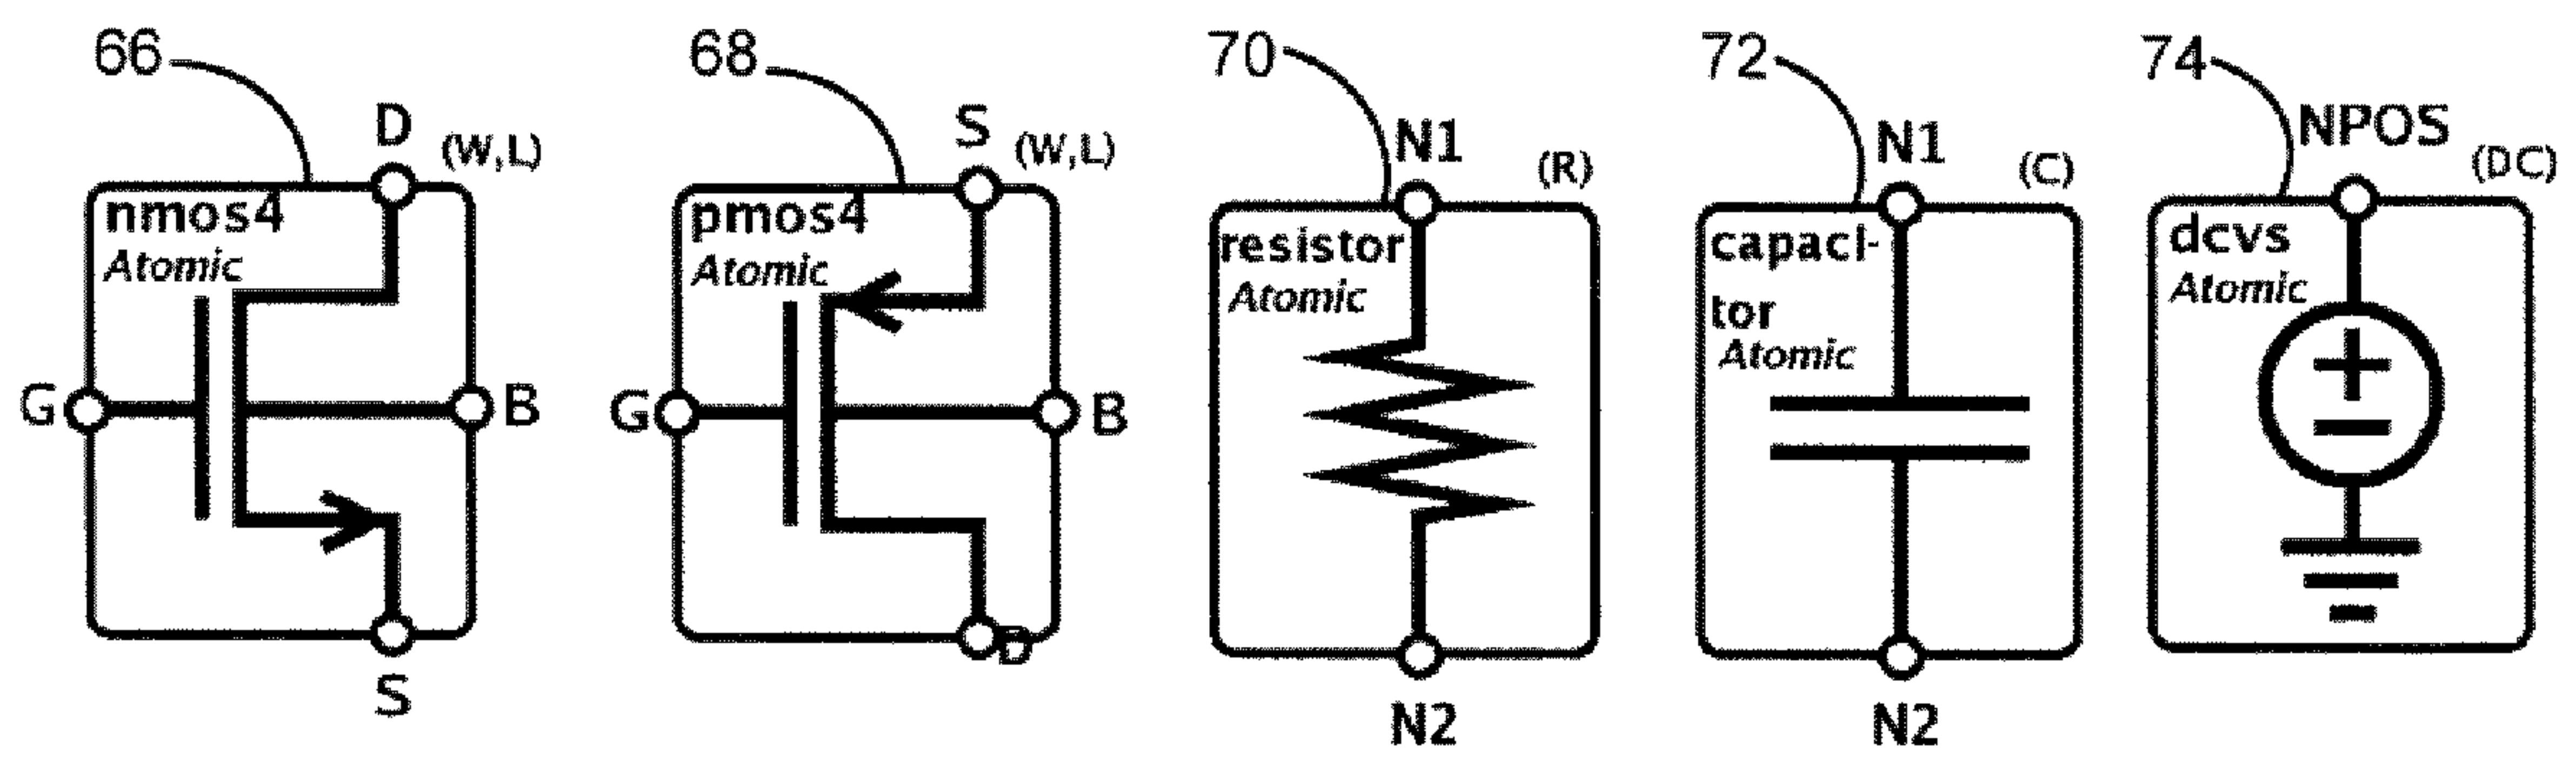 66
D (W,L)
nmos4
Atomic
G
B
S
68
S (W,L)
pmos4
Atomic
G
B
D
70
N1 (R)
resistor
Atomic
N2
72
N1 (C)
capaci-
tor
Atomic
N2
74
NPOS (DC)
dcvs
Atomic
+
−